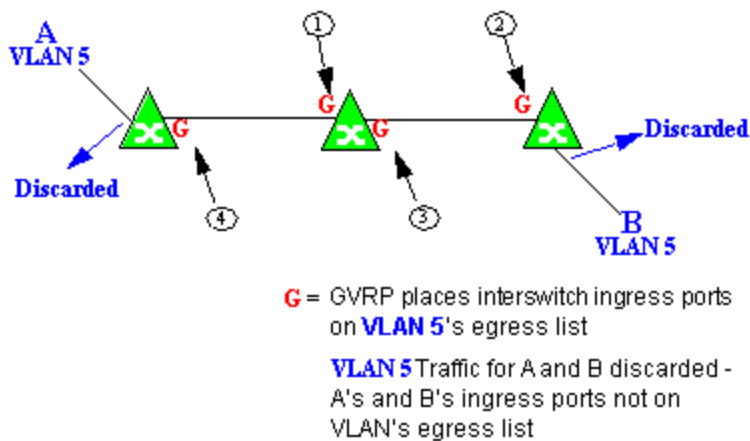 1
2
A
VLAN 5
G
G
G
G
Discarded
Discarded
4
3
B
VLAN 5
G = GVRP places interswitch ingress ports
on VLAN 5's egress list
VLAN 5 Traffic for A and B discarded -
A's and B's ingress ports not on
VLAN's egress list